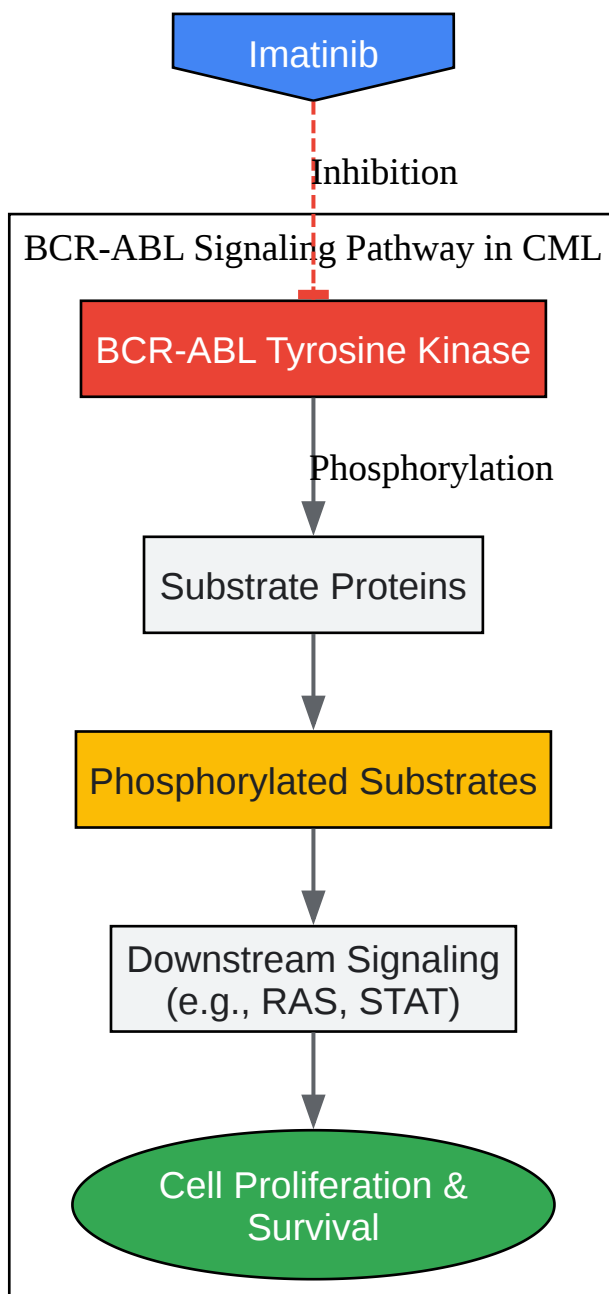 Imatinib
Inhibition
BCR-ABL Signaling Pathway in CML
BCR-ABL Tyrosine Kinase
Phosphorylation
Substrate Proteins
Phosphorylated Substrates
Downstream Signaling
(e.g., RAS, STAT)
Cell Proliferation &
Survival